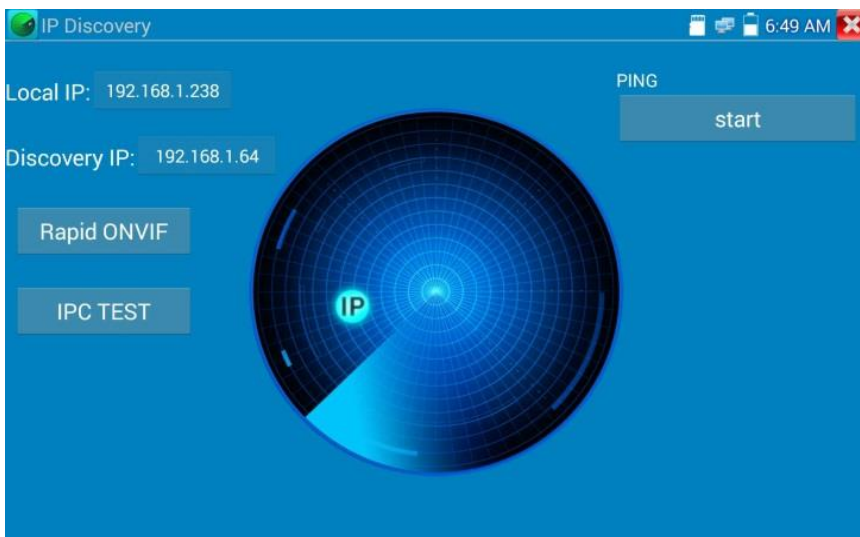 IP Discovery
6:49 AM
Local IP: 192.168.1.238
PING
start
Discovery IP: 192.168.1.64
Rapid ONVIF
IP
IPC TEST